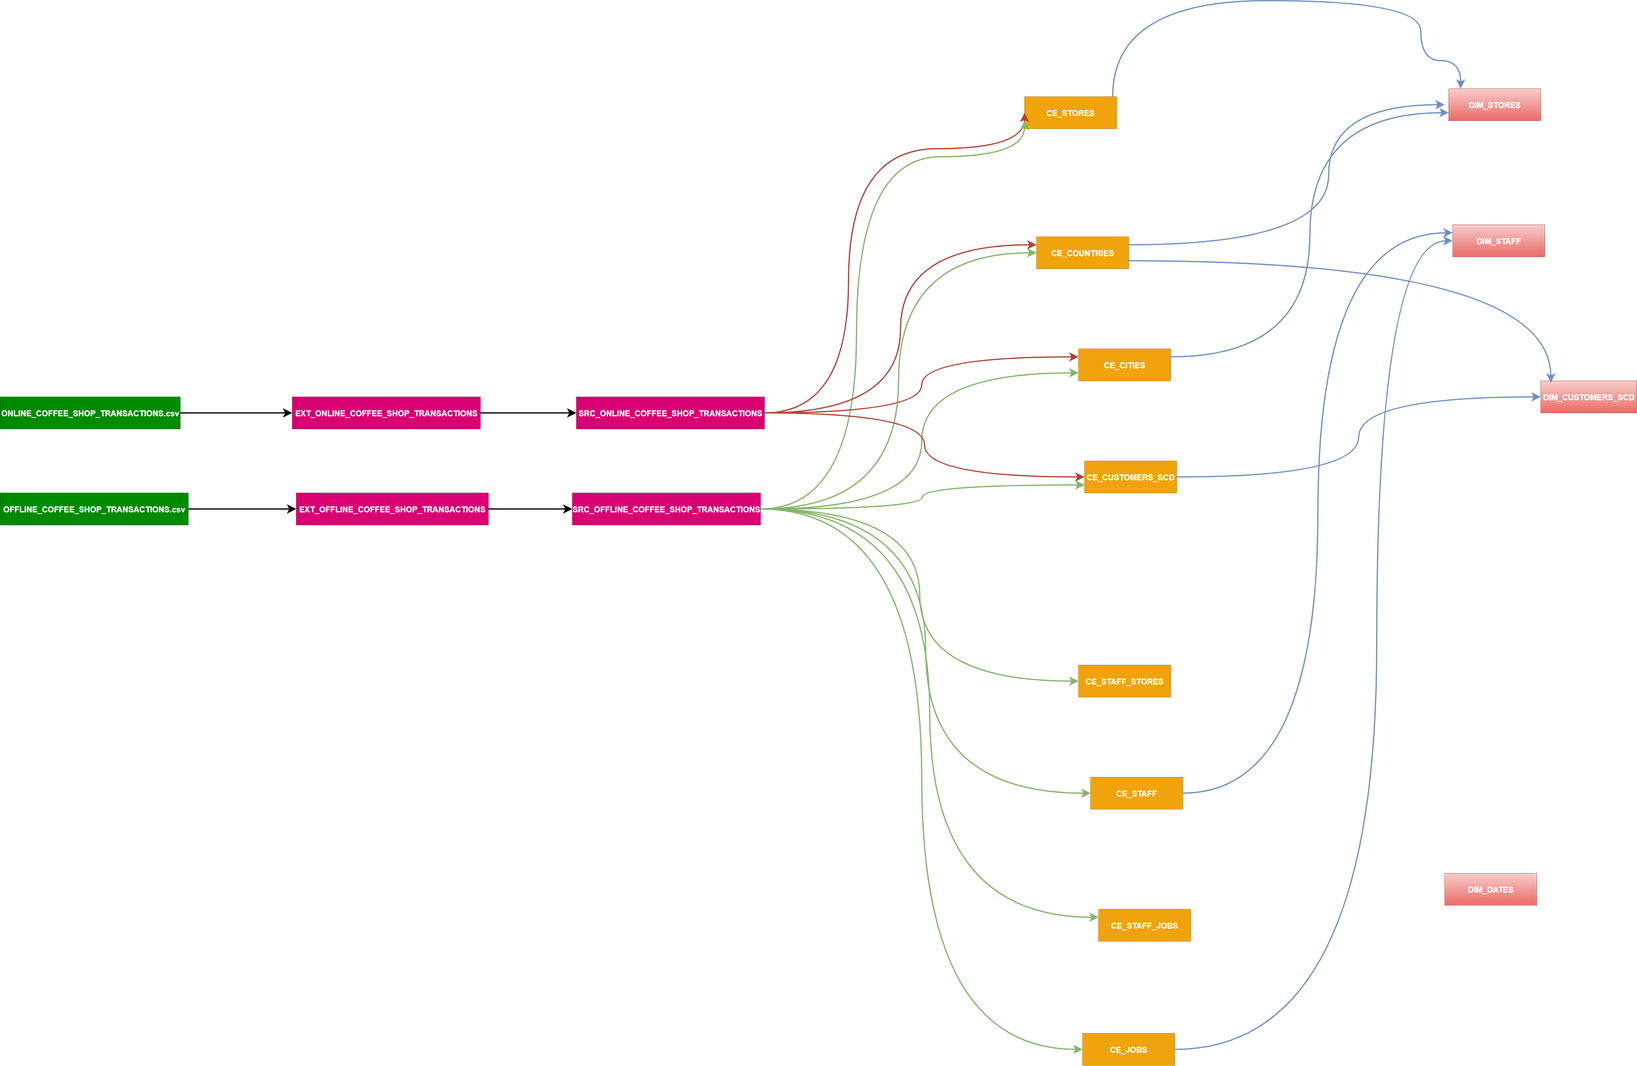 CE_STORES
DIM_STORES
CE_COUNTRIES
DIM_STAFF
CE_CITIES
DIM_CUSTOMERS_SCD
ONLINE_COFFEE_SHOP_TRANSACTIONS.csv
EXT_ONLINE_COFFEE_SHOP_TRANSACTIONS
SRC_ONLINE_COFFEE_SHOP_TRANSACTIONS
CE_CUSTOMERS_SCD
OFFLINE_COFFEE_SHOP_TRANSACTIONS.csv
EXT_OFFLINE_COFFEE_SHOP_TRANSACTIONS
SRC_OFFLINE_COFFEE_SHOP_TRANSACTIONS
CE_STAFF_STORES
CE_STAFF
DIM_DATES
CE_STAFF_JOBS
CE_JOBS